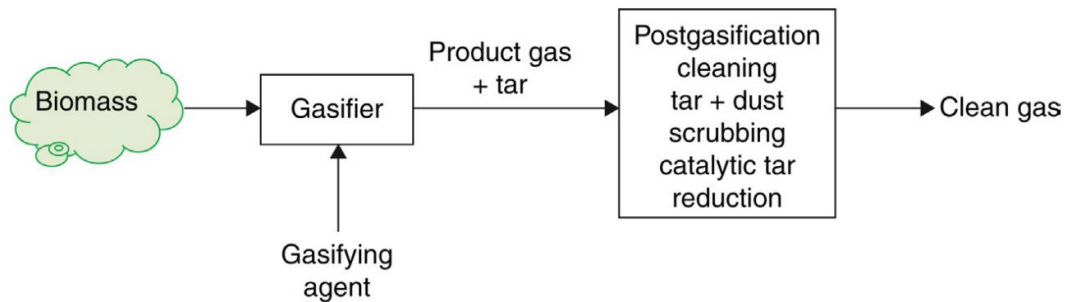 Biomass
Gasifier
Gasifying
agent
Product gas
+ tar
Postgasification
cleaning
tar + dust
scrubbing
catalytic tar
reduction
Clean gas